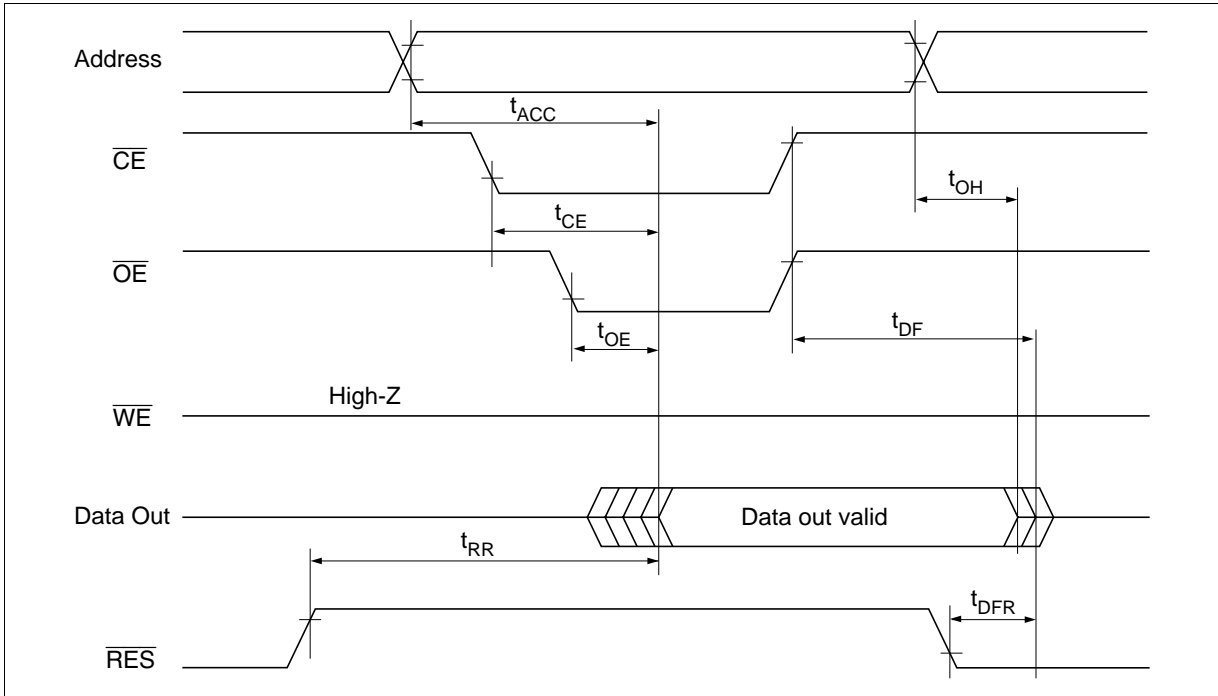 Address
tACC
CE
tOH
tCE
OE
tDF
tOE
High-Z
WE
Data Out
Data out valid
tRR
tDFR
RES